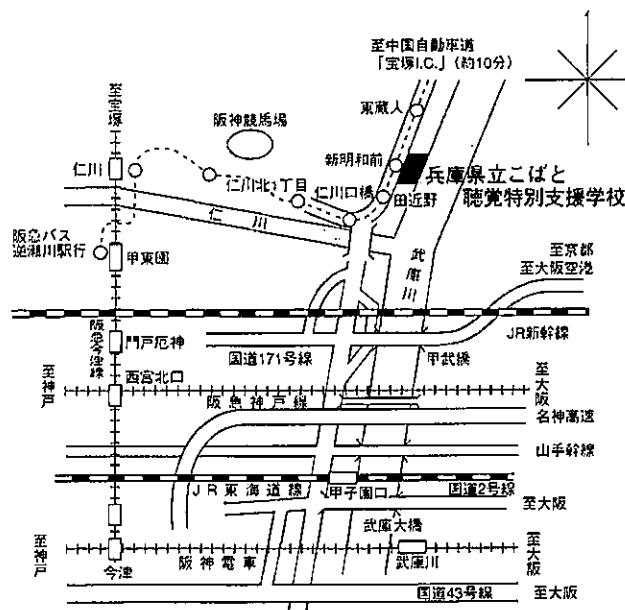 至中国自動車道
「宝塚I.C.」(約10分)
至宝塚
東蔵人
阪神競馬場
仁川
新明和前
兵庫県立こばと
聴覚特別支援学校
仁川北3丁目
仁川口橋
田近野
仁川
阪急バス
逆瀬川駅行
甲東園
武庫川
至京都
至大阪空港
JR新幹線
阪急今津線
門戸厄神
国道171号線
甲武橋
至神戸
西宮北口
至大阪
阪急神戸線
名神高速
山手幹線
JR東海道線
甲子園口
国道2号線
至大阪
武庫大橋
至神戸
阪神電車
武庫川
至大阪
今津
国道43号線
至大阪